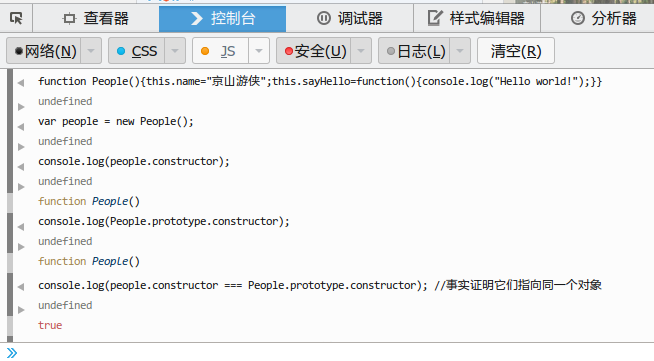 查看器 控制台 调试器 样式编辑器 分析器
网络(N) CSS JS 安全(U) 日志(L) 清空(R)
function People(){this.name="京山游侠";this.sayHello=function(){console.log("Hello world!");}}
undefined
var people = new People();
undefined
console.log(people.constructor);
undefined
function People()
console.log(People.prototype.constructor);
undefined
function People()
console.log(people.constructor === People.prototype.constructor); //事实证明它们指向同一个对象
undefined
true